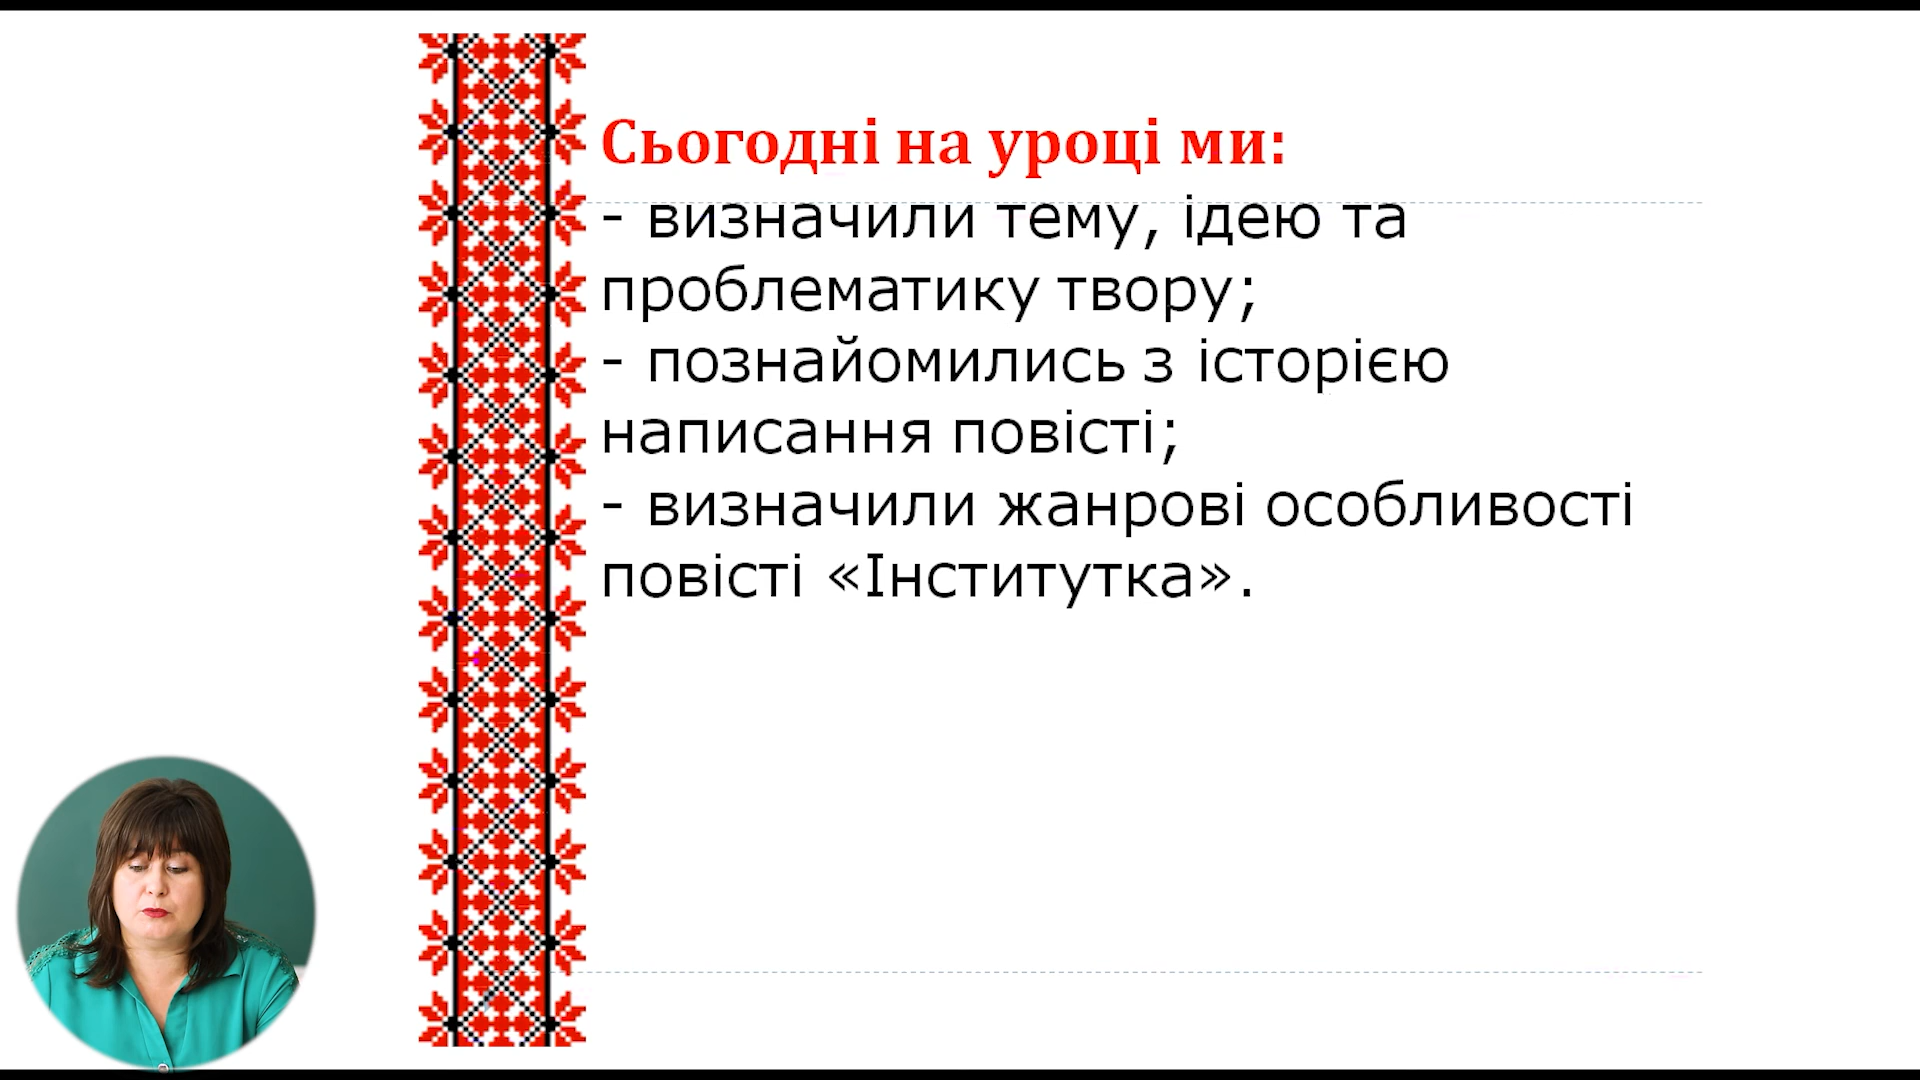 Сьогодні на уроці ми:
- визначили тему, ідею та
проблематику твору;
- познайомились з історією
написання повісті;
- визначили жанрові особливості
повісті «Інститутка».